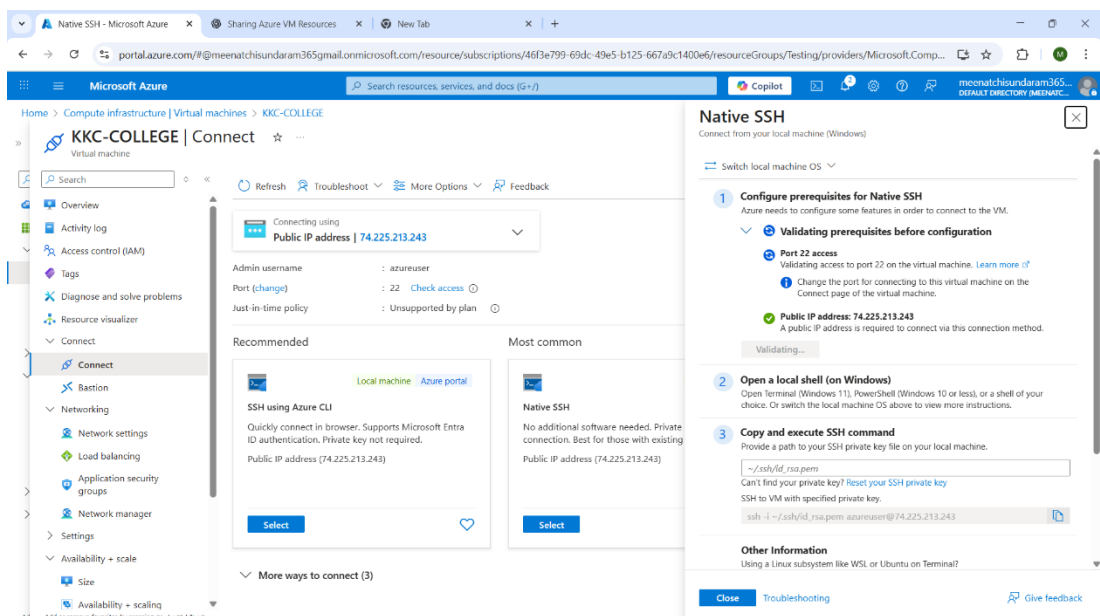 Native SSH - Microsoft Azure
Sharing Azure VM Resources
New Tab
portal.azure.com/#@meenatchisundaram365gmail.onmicrosoft.com/resource/subscriptions/46f3e799-69dc-49e5-b125-667a9c1400e6/resourceGroups/Testing/providers/Microsoft.Comp...
M
Microsoft Azure
Search resources, services, and docs (G+/)
Copilot
2
meenatchisundaram365...
DEFAULT DIRECTORY (MEENATC...
Home > Compute infrastructure | Virtual machines > KKC-COLLEGE
KKC-COLLEGE | Connect
Virtual machine
Search
Overview
Activity log
Access control (IAM)
Tags
Diagnose and solve problems
Resource visualizer
Connect
Connect
Bastion
Networking
Network settings
Load balancing
Application security
groups
Network manager
Settings
Availability + scale
Size
Availability + scaling
Refresh
Troubleshoot
More Options
Feedback
Connecting using
Public IP address | 74.225.213.243
Admin username : azureuser
Port (change) : 22 Check access
Just-in-time policy : Unsupported by plan
Recommended
Local machine Azure portal
SSH using Azure CLI
Quickly connect in browser. Supports Microsoft Entra
ID authentication. Private key not required.
Public IP address (74.225.213.243)
Select
Most common
Native SSH
No additional software needed. Private
connection. Best for those with existing
Public IP address (74.225.213.243)
Select
More ways to connect (3)
Native SSH
Connect from your local machine (Windows)
Switch local machine OS
1 Configure prerequisites for Native SSH
Azure needs to configure some features in order to connect to the VM.
Validating prerequisites before configuration
Port 22 access
Validating access to port 22 on the virtual machine. Learn more
Change the port for connecting to this virtual machine on the
Connect page of the virtual machine.
Public IP address: 74.225.213.243
A public IP address is required to connect via this connection method.
Validating...
2 Open a local shell (on Windows)
Open Terminal (Windows 11), PowerShell (Windows 10 or less), or a shell of your
choice. Or switch the local machine OS above to view more instructions.
3 Copy and execute SSH command
Provide a path to your SSH private key file on your local machine.
~/.ssh/id_rsa.pem
Can't find your private key? Reset your SSH private key
SSH to VM with specified private key.
ssh -i ~/.ssh/id_rsa.pem azureuser@74.225.213.243
Other Information
Using a Linux subsystem like WSL or Ubuntu on Terminal?
Close
Troubleshooting
Give feedback